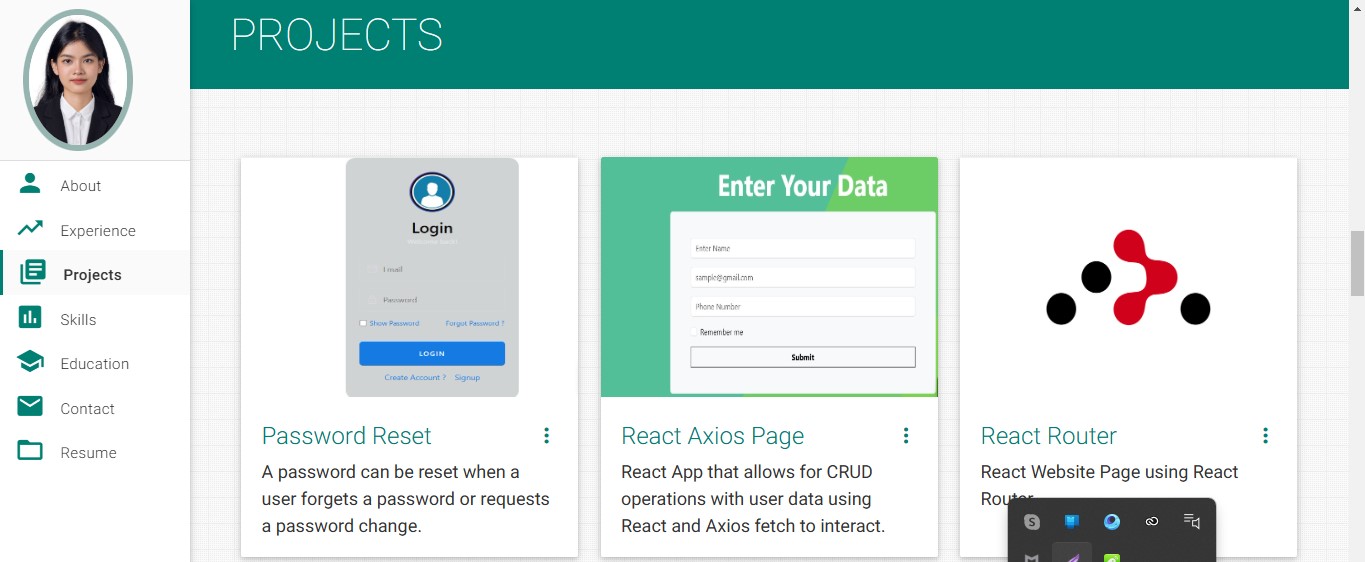 PROJECTS
About
Experience
Projects
Skills
Education
Contact
Resume
Login
Email
Password
Show Password
Forgot Password ?
LOGIN
Create Account ?
Signup
Password Reset
A password can be reset when a
user forgets a password or requests
a password change.
Enter Your Data
Enter Name
sample@gmail.com
Phone Number
Remember me
Submit
React Axios Page
React App that allows for CRUD
operations with user data using
React and Axios fetch to interact.
React Router
React Website Page using React
Router